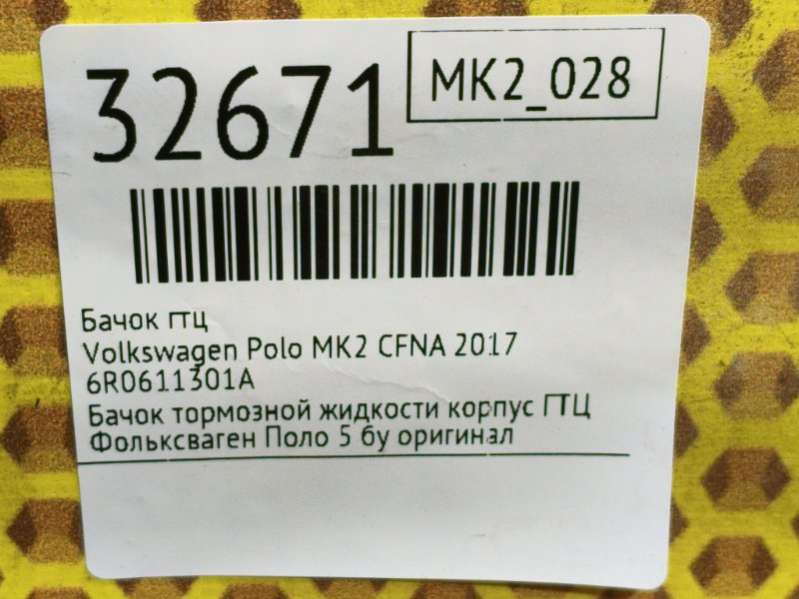 32671
MK2_028
Бачок гтц
Volkswagen Polo MK2 CFNA 2017
6R0611301A
Бачок тормозной жидкости корпус ГТЦ
Фольксваген Поло 5 бу оригинал